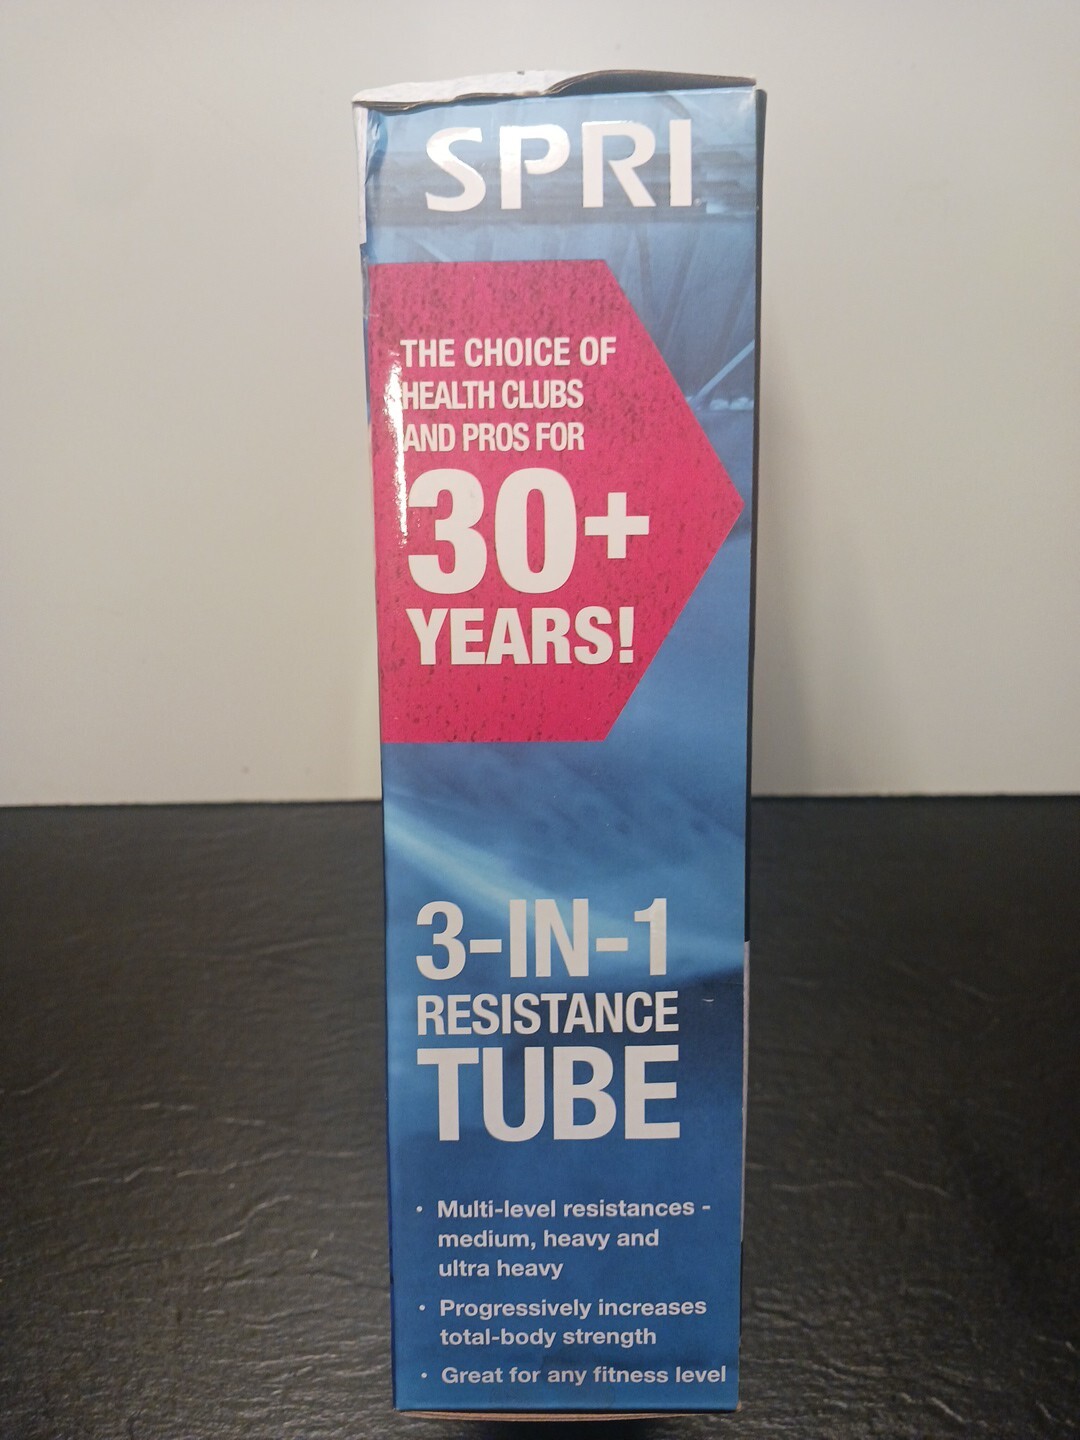 SPRI
THE CHOICE OF
HEALTH CLUBS
AND PROS FOR
30+
YEARS!
3-IN-1
RESISTANCE
TUBE
• Multi-level resistances -
medium, heavy and
ultra heavy
• Progressively increases
total-body strength
• Great for any fitness level